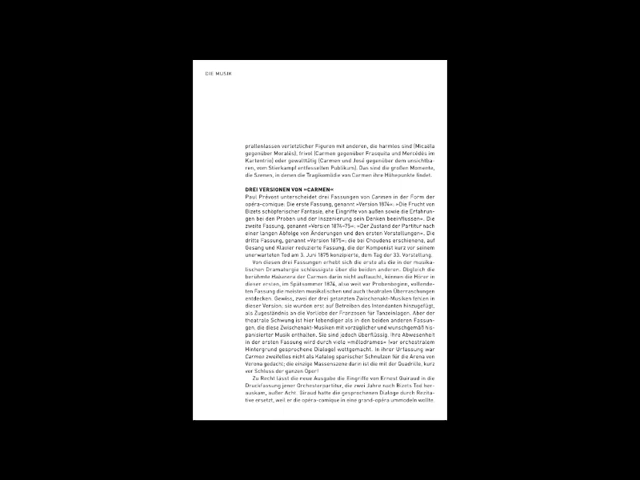 DIE MUSIK
prallenlassen verletzlicher Figuren mit anderen, die harmlos sind (Micaëla
gegenüber Moralès), frivol (Carmen gegenüber Frasquita und Mercédès im
Kartentrio) oder gewalttätig (Carmen und José gegenüber dem unsichtba-
ren, vom Stierkampf entfesselten Publikum). Das sind die großen Momente,
die Szenen, in denen die Tragikomödie von Carmen ihre Höhepunkte findet.
DREI VERSIONEN VON »CARMEN«
Paul Prévost unterscheidet drei Fassungen von Carmen in der Form der
opéra-comique: Die erste Fassung, genannt »Version 1874«: »Die Frucht von
Bizets schöpferischer Fantasie, ehe Eingriffe von außen sowie die Erfahrun-
gen bei den Proben und der Inszenierung sein Denken beeinflussen«. Die
zweite Fassung, genannt »Version 1874–75«: »Der Zustand der Partitur nach
einer langen Abfolge von Änderungen und den ersten Vorstellungen«. Die
dritte Fassung, genannt »Version 1875«: die bei Choudens erschienene, auf
Gesang und Klavier reduzierte Fassung, die der Komponist kurz vor seinem
unerwarteten Tod am 3. Juni 1875 konzipierte, dem Tag der 33. Vorstellung.
Von diesen drei Fassungen erhebt sich die erste als die in der musika-
lischen Dramaturgie schlüssigste über die beiden anderen. Obgleich die
berühmte Habanera der Carmen darin nicht auftaucht, können die Hörer in
dieser ersten, im Spätsommer 1874, also weit vor Probenbeginn, vollende-
ten Fassung die meisten musikalischen und auch theatralen Überraschungen
entdecken. Gewiss, zwei der drei getanzten Zwischenakt-Musiken fehlen in
dieser Version; sie wurden erst auf Betreiben des Intendanten hinzugefügt,
als Zugeständnis an die Vorliebe der Franzosen für Tanzeinlagen. Aber der
theatrale Schwung ist hier lebendiger als in den beiden anderen Fassun-
gen, die diese Zwischenakt-Musiken mit vorzüglicher und wunschgemäß his-
panisierter Musik enthalten. Sie sind jedoch überflüssig. Ihre Abwesenheit
in der ersten Fassung wird durch viele »mélodrames« (vor orchestralem
Hintergrund gesprochene Dialoge) wettgemacht. In ihrer Urfassung war
Carmen zweifellos nicht als Katalog spanischer Schnulzen für die Arena von
Verona gedacht; die einzige Massenszene darin ist die mit der Quadrille, kurz
vor Schluss der ganzen Oper!
Zu Recht lässt die neue Ausgabe die Eingriffe von Ernest Guiraud in die
Druckfassung jener Orchesterpartitur, die zwei Jahre nach Bizets Tod her-
auskam, außer Acht. Giraud hatte die gesprochenen Dialoge durch Rezita-
tive ersetzt, weil er die opéra-comique in eine grand-opéra ummodeln wollte.